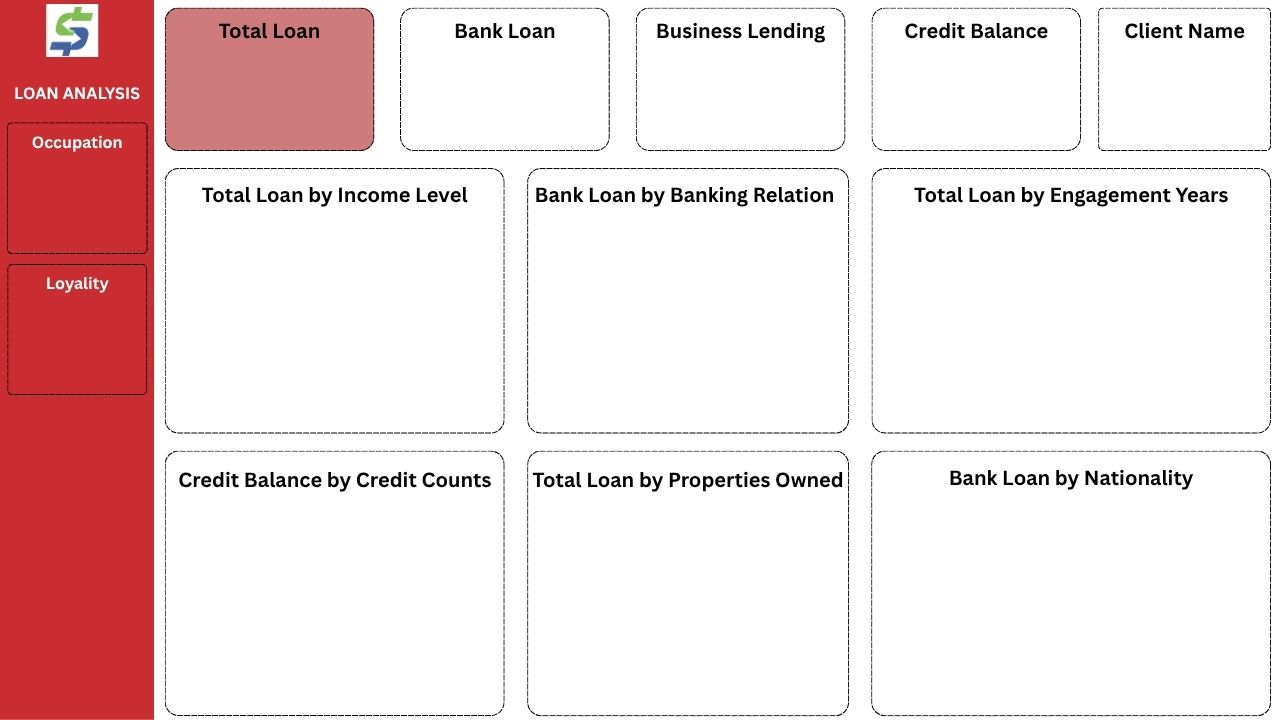 LOAN ANALYSIS
Occupation
Loyality
Total Loan
Bank Loan
Business Lending
Credit Balance
Client Name
Total Loan by Income Level
Bank Loan by Banking Relation
Total Loan by Engagement Years
Credit Balance by Credit Counts
Total Loan by Properties Owned
Bank Loan by Nationality